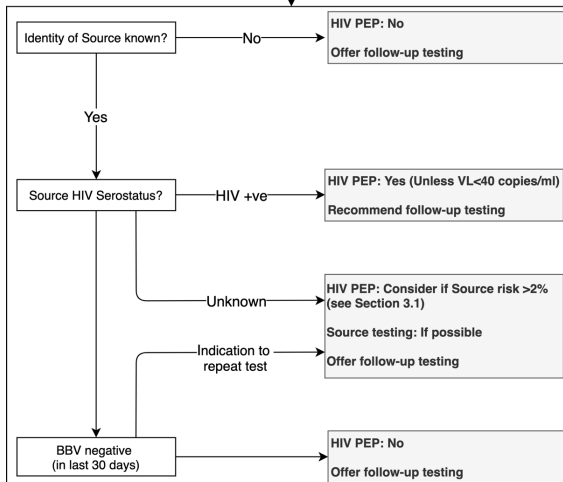 Identity of Source known?
No
HIV PEP: No
Offer follow-up testing
Yes
Source HIV Serostatus?
HIV +ve
HIV PEP: Yes (Unless VL<40 copies/ml)
Recommend follow-up testing
Unknown
HIV PEP: Consider if Source risk >2%
(see Section 3.1)
Source testing: If possible
Offer follow-up testing
Indication to
repeat test
BBV negative
(in last 30 days)
HIV PEP: No
Offer follow-up testing